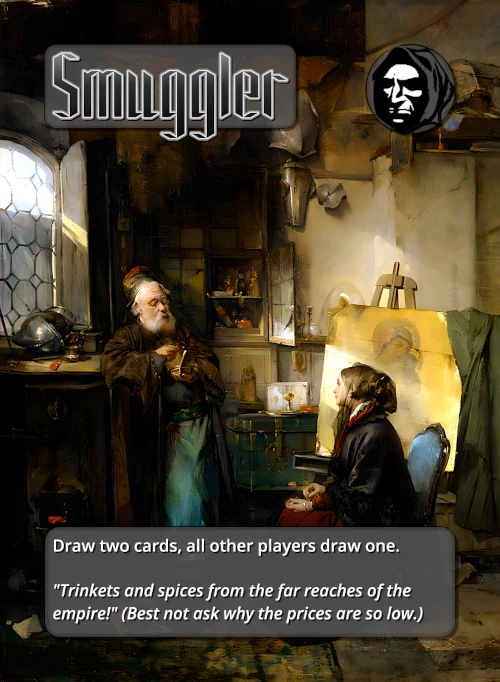 Smuggler
Draw two cards, all other players draw one.
"Trinkets and spices from the far reaches of the
empire!" (Best not ask why the prices are so low.)